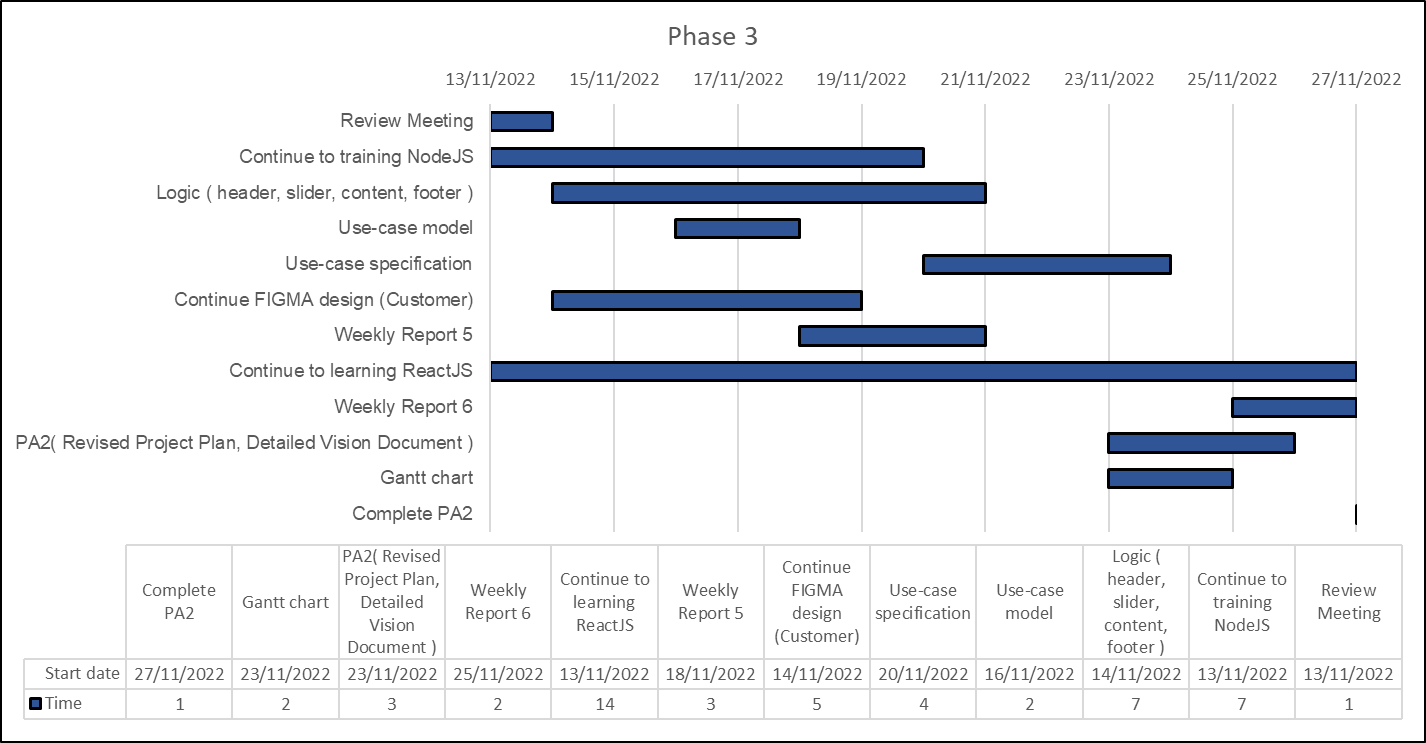 Phase 3
13/11/2022 15/11/2022 17/11/2022 19/11/2022 21/11/2022 23/11/2022 25/11/2022 27/11/2022
Review Meeting
Continue to training NodeJS
Logic ( header, slider, content, footer )
Use-case model
Use-case specification
Continue FIGMA design (Customer)
Weekly Report 5
Continue to learning ReactJS
Weekly Report 6
PA2( Revised Project Plan, Detailed Vision Document )
Gantt chart
Complete PA2
Complete
PA2
Gantt chart
PA2( Revised
Project Plan,
Detailed
Vision
Document )
Weekly
Report 6
Continue to
learning
ReactJS
Weekly
Report 5
Continue
FIGMA
design
(Customer)
Use-case
specification
Use-case
model
Logic (
header,
slider,
content,
footer )
Continue to
training
NodeJS
Review
Meeting
Start date 27/11/2022 23/11/2022 23/11/2022 25/11/2022 13/11/2022 18/11/2022 14/11/2022 20/11/2022 16/11/2022 14/11/2022 13/11/2022 13/11/2022
Time 1 2 3 2 14 3 5 4 2 7 7 1